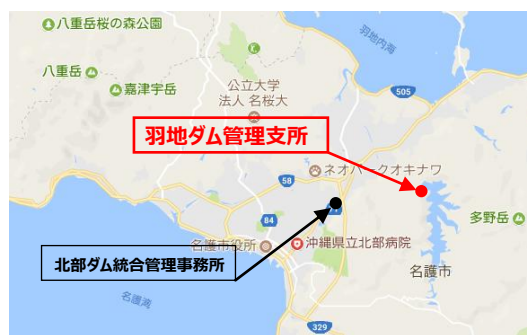 八重岳桜の森公園
羽地内海
八重岳
嘉津宇岳
公立大学
法人 名桜大
505
羽地ダム管理支所
ネオパークオキナワ
58
84
多野岳
名護市役所
沖縄県立北部病院
北部ダム統合管理事務所
名護市
名護湾
329